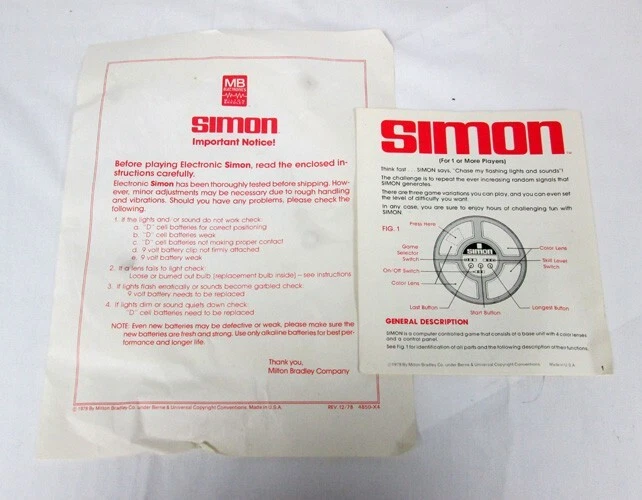 MB
ELECTRONICS
SIMON
Important Notice!
Before playing Electronic Simon, read the enclosed in-
structions carefully.
Electronic Simon has been thoroughly tested before shipping. How-
ever, minor adjustments may be necessary due to rough handling
and vibrations. Should you have any problems, please check the
following.
1. If the lights and/or sound do not work check:
a. "D" cell batteries for correct positioning
b. "D" cell batteries weak
c. "D" cell batteries not making proper contact
d. 9 volt battery clip not firmly attached
e. 9 volt battery weak
2. If a lens fails to light check:
Loose or burned out bulb (replacement bulb inside) - see instructions
3. If lights flash erratically or sounds become garbled check:
9 volt battery needs to be replaced
4. If lights dim or sound quiets down check:
"D" cell batteries need to be replaced
NOTE: Even new batteries may be defective or weak, please make sure the
new batteries are fresh and strong. Use only alkaline batteries for best per-
formance and longer life.
Thank you,
Milton Bradley Company
© 1978 By Milton Bradley Co. under Berne & Universal Copyright Conventions. Made in U.S.A. REV. 12/78 4850-X4
SIMON TM
(For 1 or More Players)
Think fast . . . SIMON says, "Chase my flashing lights and sounds"!
The challenge is to repeat the ever increasing random signals that
SIMON generates.
There are three game variations you can play, and you can even set
the level of difficulty you want.
In any case, you are sure to enjoy hours of challenging fun with
SIMON.
FIG. 1
Press Here
Game
Selector
Switch
On/Off Switch
Color Lens
SIMON
Color Lens
Skill Level
Switch
Last Button
Start Button
Longest Button
GENERAL DESCRIPTION
SIMON is a computer controlled game that consists of a base unit with 4 color lenses
and a control panel.
See fig. 1 for identification of all parts and the following description of their functions.
© 1978 By Milton Bradley Co. under Berne & Universal Copyright Conventions. Made in U.S.A.
1